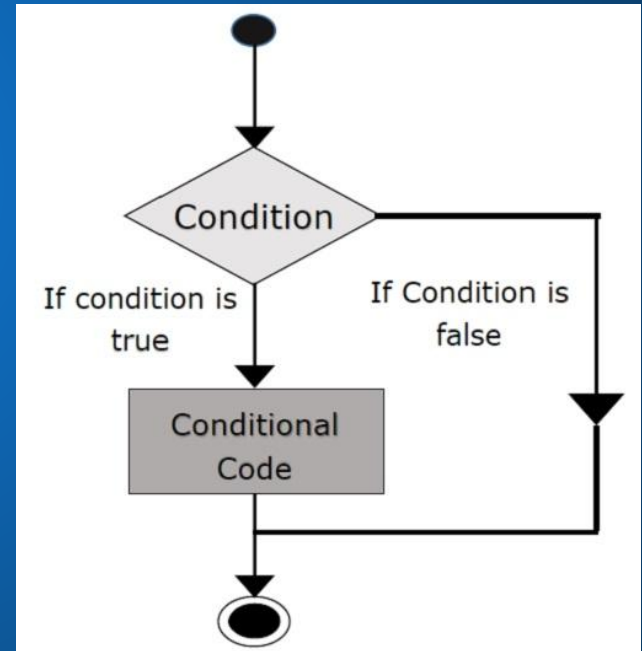 Condition
If condition is
true
If Condition is
false
Conditional
Code